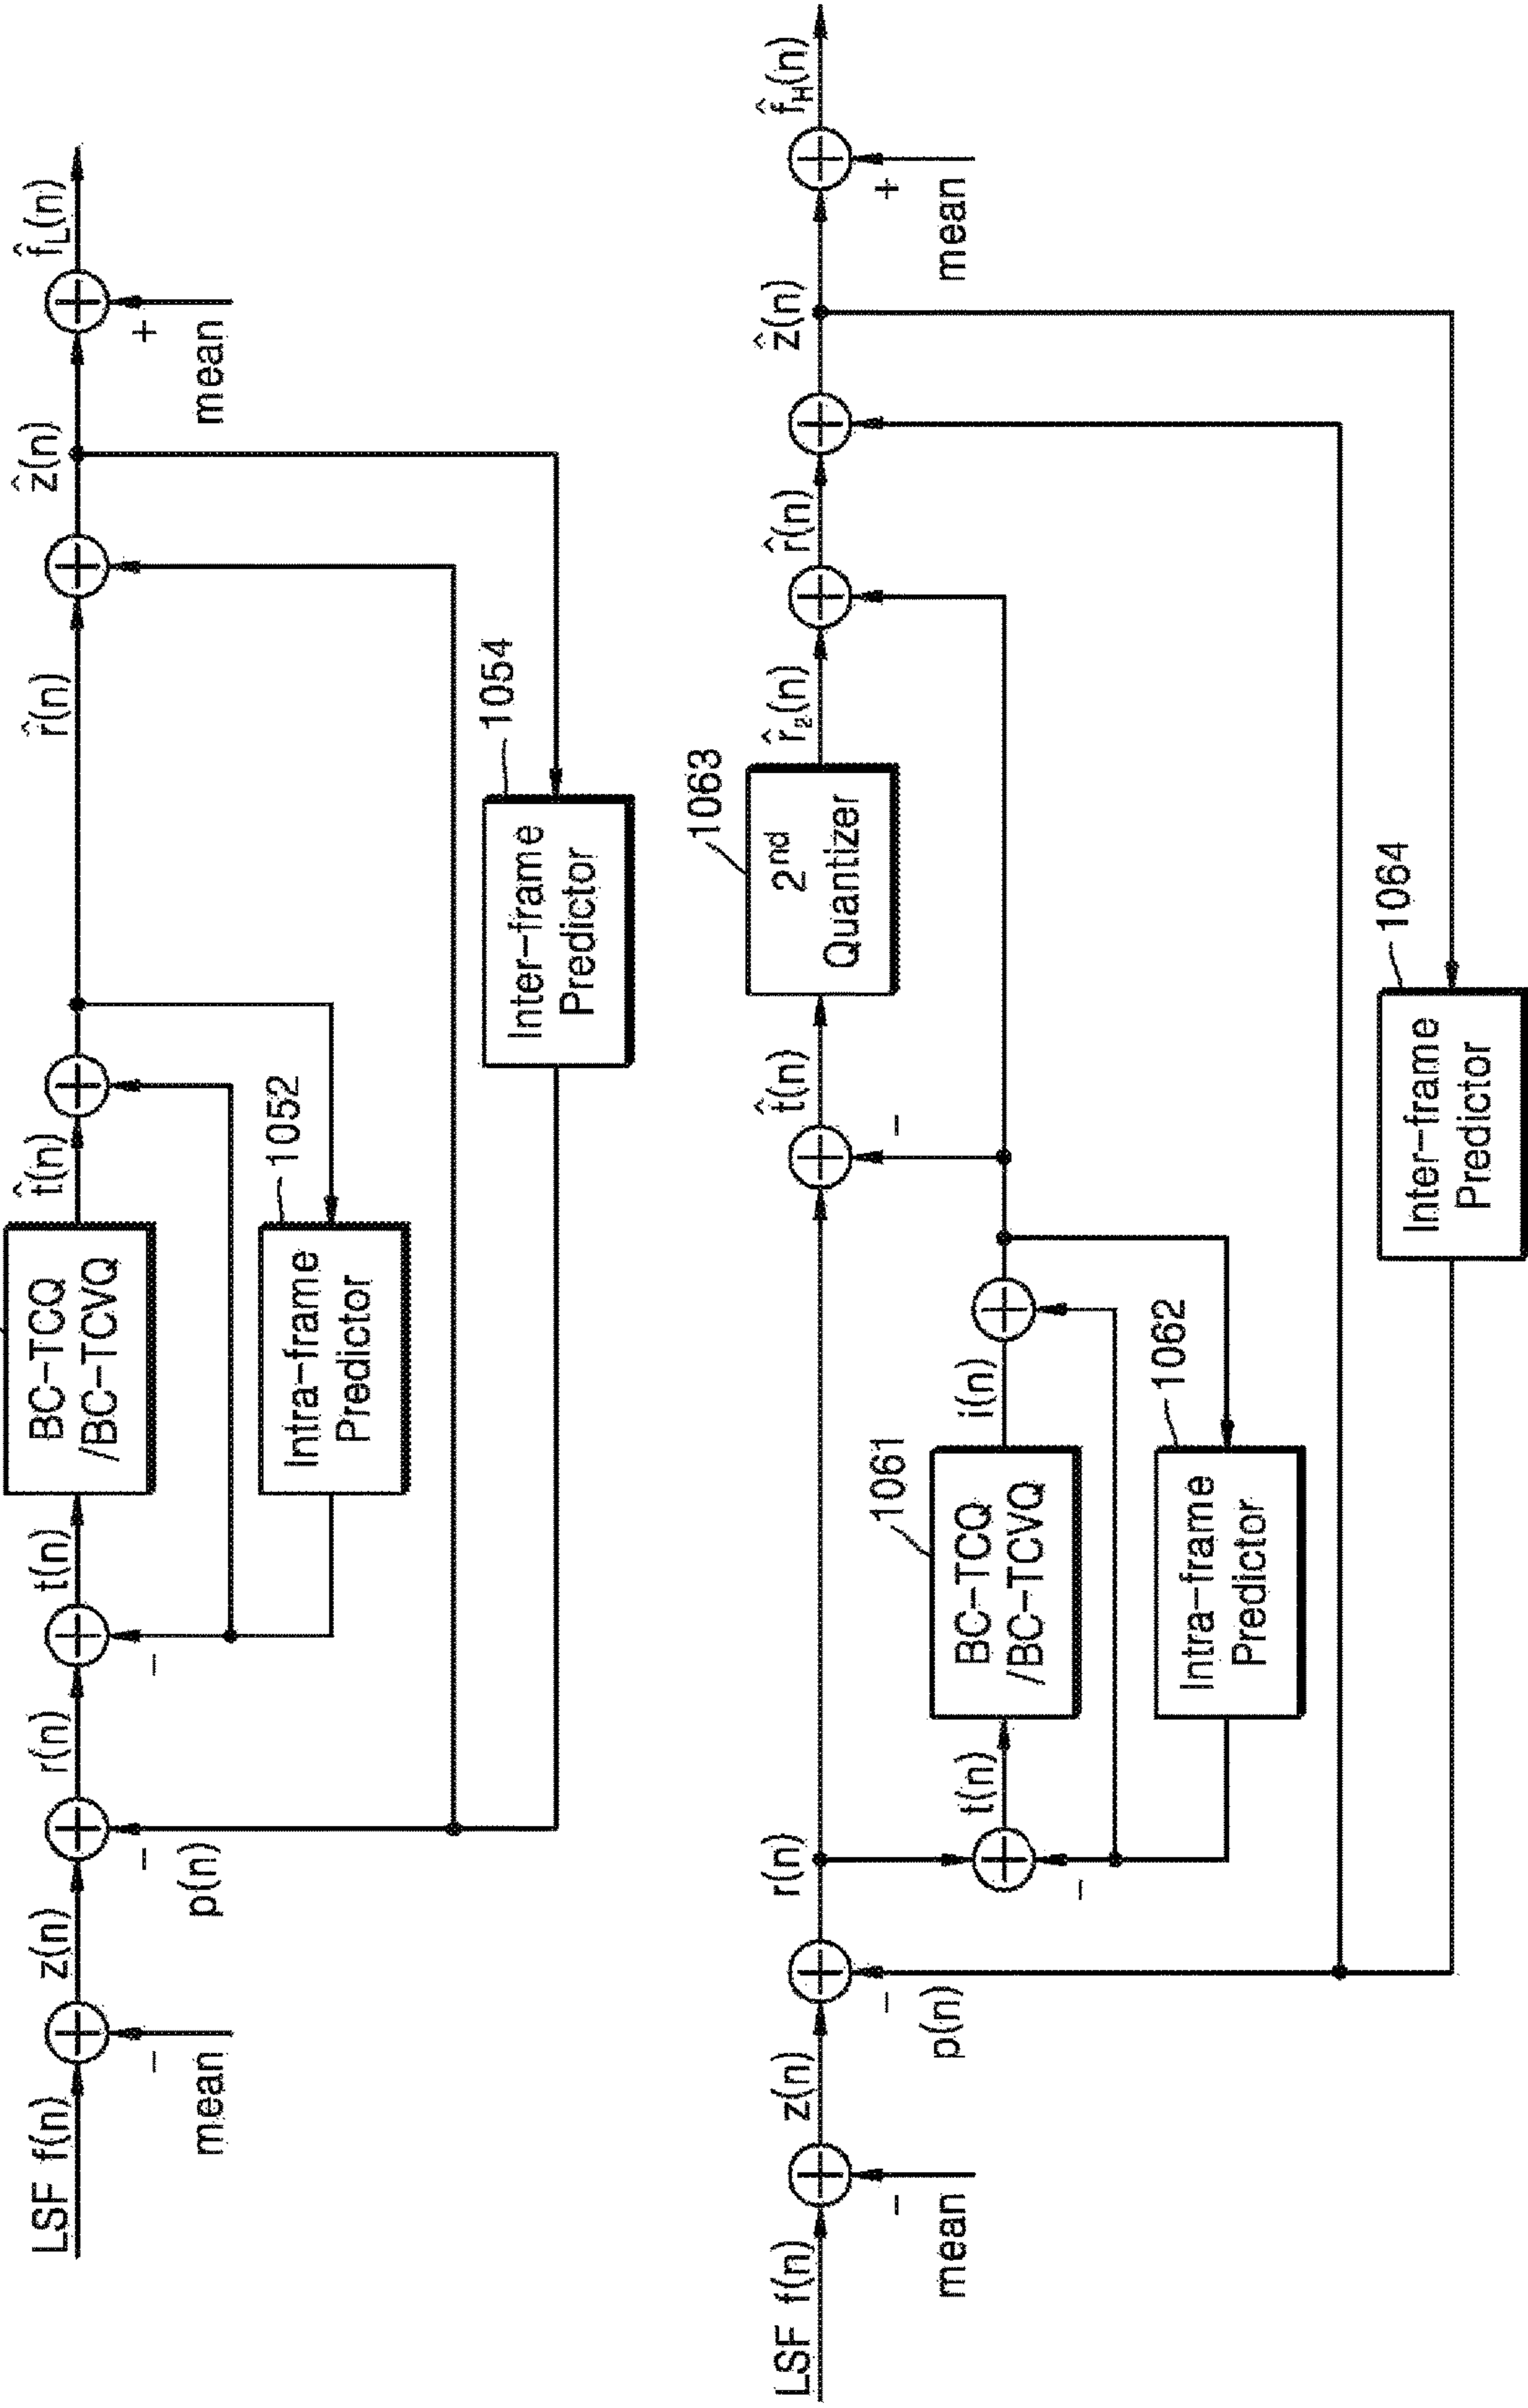 LSF f(n)
−
mean
z(n)
−
p(n)
r(n)
−
t(n)
BC-TCQ
/BC-TCVQ
t̂(n)
1052
Intra-frame
Predictor
r̂(n)
1054
Inter-frame
Predictor
ẑ(n)
+
mean
f̂L(n)
LSF f(n)
−
mean
z(n)
−
p(n)
r(n)
−
t(n)
1061
BC-TCQ
/BC-TCVQ
i(n)
1062
Intra-frame
Predictor
−
t̂(n)
1063
2nd
Quantizer
r̂2(n)
r̂(n)
1064
Inter-frame
Predictor
ẑ(n)
+
mean
f̂H(n)